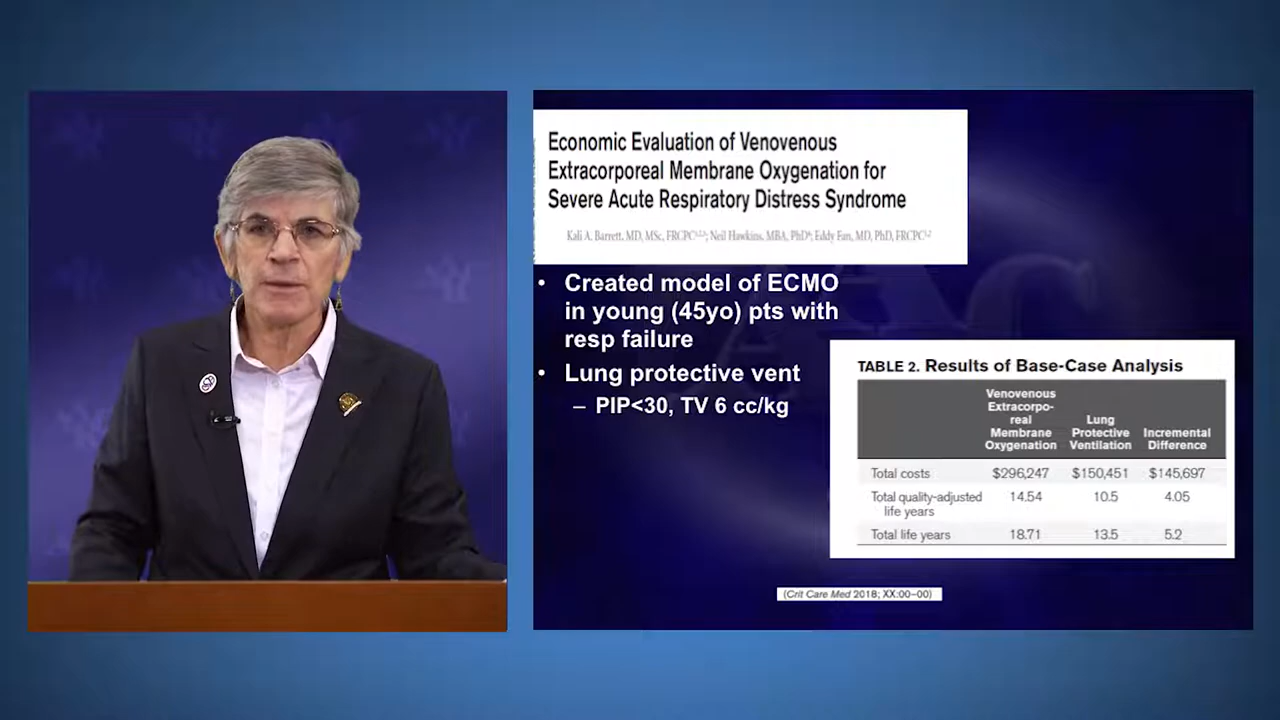 Economic Evaluation of Venovenous
Extracorporeal Membrane Oxygenation for
Severe Acute Respiratory Distress Syndrome
Kali A. Barrett, MD, MSc, FRCPC; Neil Hawkins, MBA, PhD; Eddy Fan, MD, PhD, FRCPC
• Created model of ECMO
in young (45yo) pts with
resp failure
• Lung protective vent
– PIP<30, TV 6 cc/kg
TABLE 2. Results of Base-Case Analysis
Venovenous
Extracorpo-
real
Membrane
Oxygenation
Lung
Protective
Ventilation
Incremental
Difference
Total costs $296,247 $150,451 $145,697
Total quality-adjusted
life years 14.54 10.5 4.05
Total life years 18.71 13.5 5.2
(Crit Care Med 2018; XX:00–00)